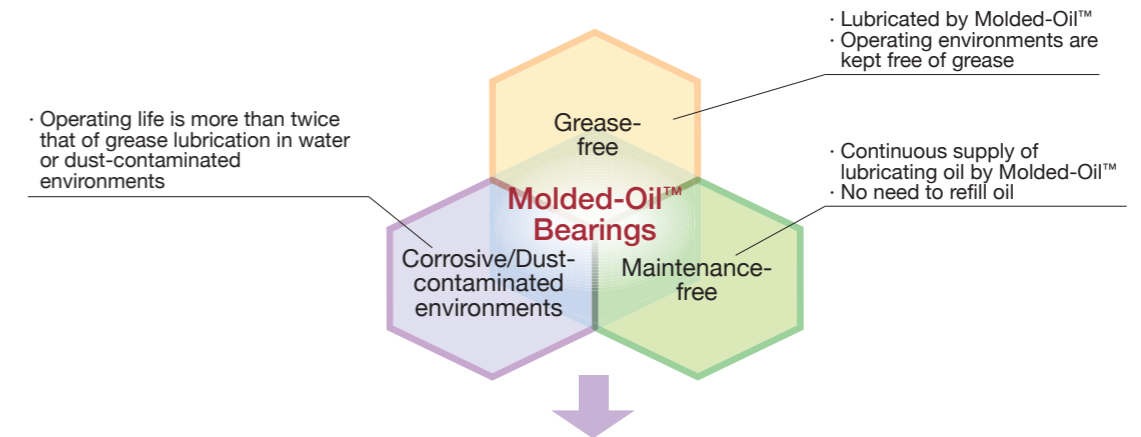 · Lubricated by Molded-Oil™
· Operating environments are
kept free of grease
· Operating life is more than twice
that of grease lubrication in water
or dust-contaminated
environments
Grease-
free
· Continuous supply of
lubricating oil by Molded-Oil™
· No need to refill oil
Molded-Oil™
Bearings
Corrosive/Dust-
contaminated
environments
Maintenance-
free